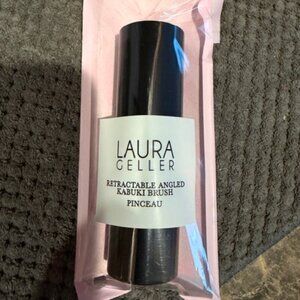 LAURA
GELLER
RETRACTABLE ANGLED
KABUKI BRUSH
PINCEAU